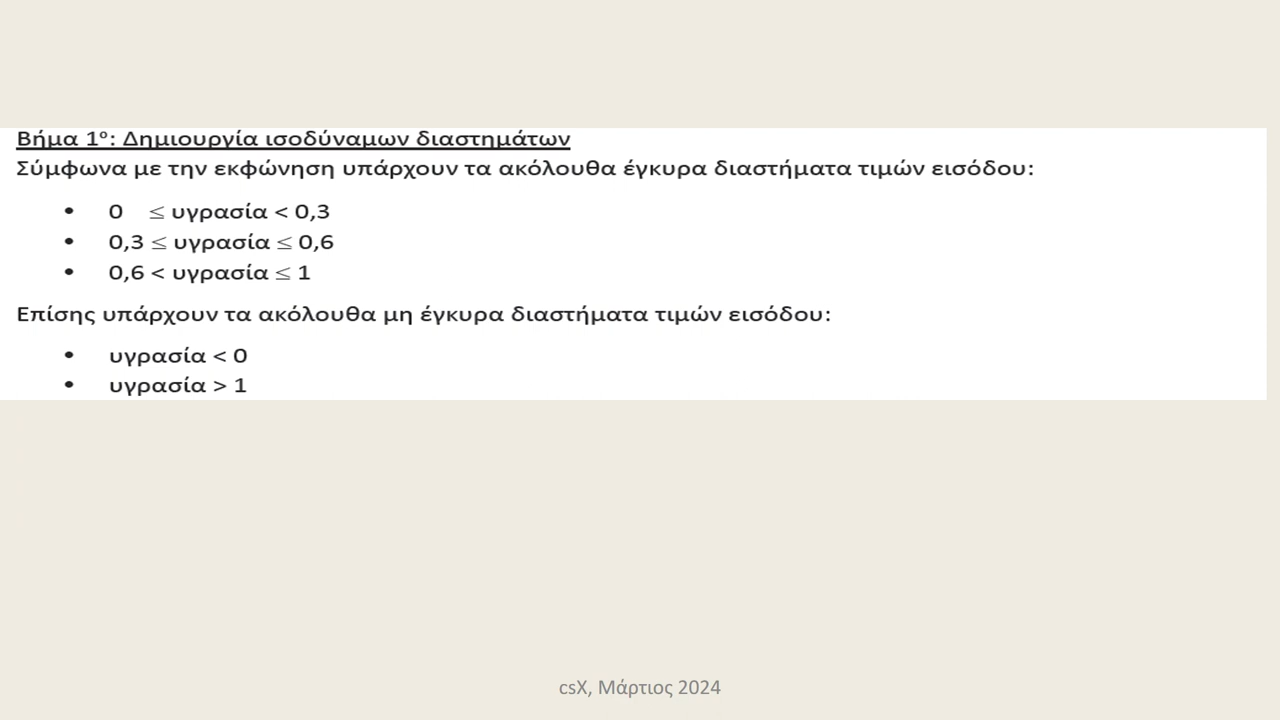 Βήμα 1ο: Δημιουργία ισοδύναμων διαστημάτων
Σύμφωνα με την εκφώνηση υπάρχουν τα ακόλουθα έγκυρα διαστήματα τιμών εισόδου:
• 0 ≤ υγρασία < 0,3
• 0,3 ≤ υγρασία ≤ 0,6
• 0,6 < υγρασία ≤ 1
Επίσης υπάρχουν τα ακόλουθα μη έγκυρα διαστήματα τιμών εισόδου:
• υγρασία < 0
• υγρασία > 1
csX, Μάρτιος 2024